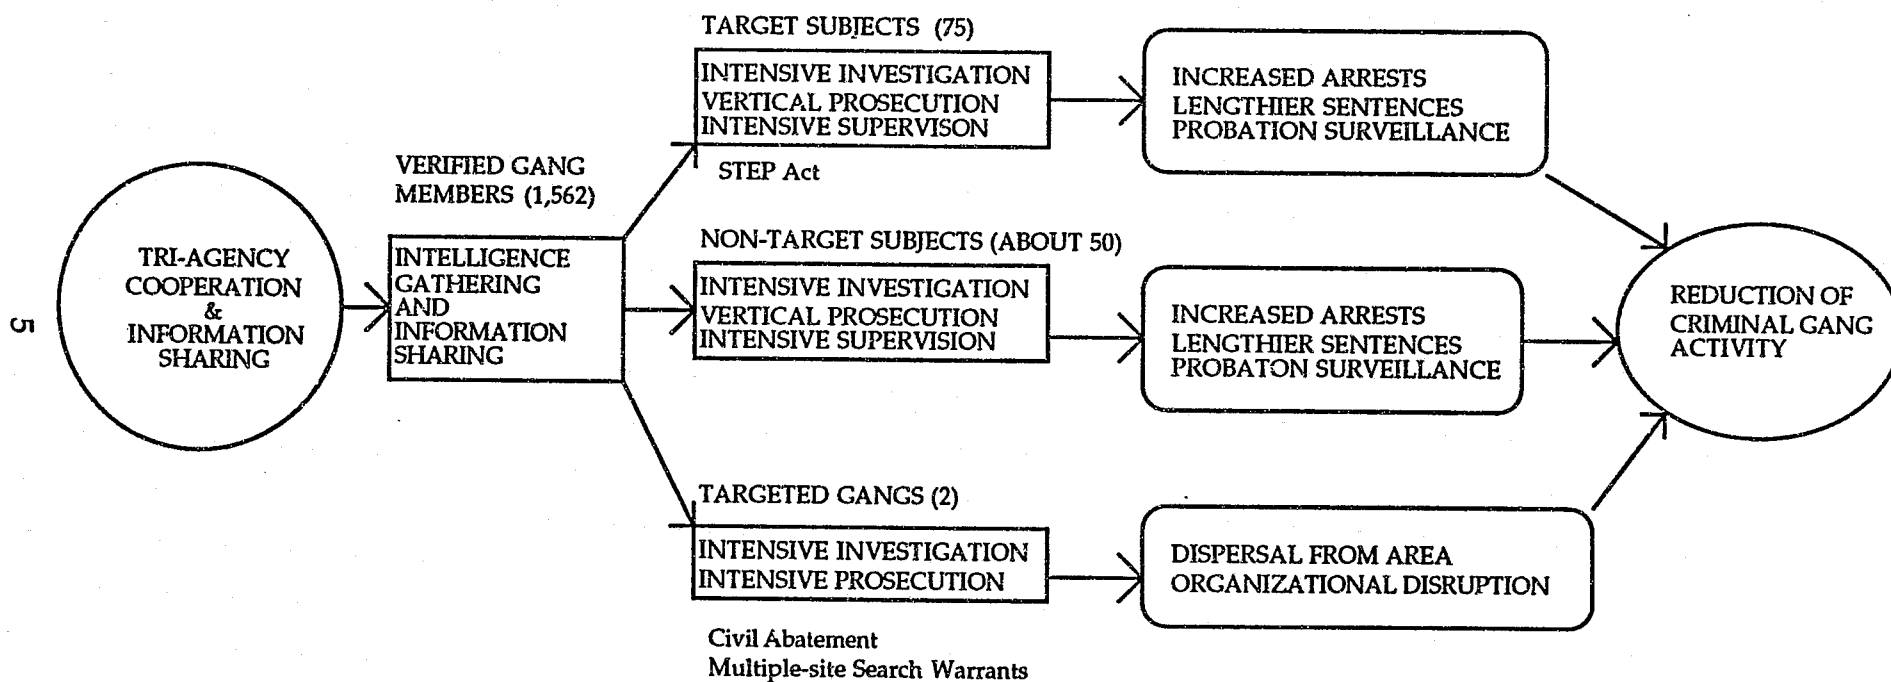 TARGET SUBJECTS (75)
INTENSIVE INVESTIGATION
VERTICAL PROSECUTION
INTENSIVE SUPERVISON
STEP Act
INCREASED ARRESTS
LENGTHIER SENTENCES
PROBATION SURVEILLANCE
VERIFIED GANG
MEMBERS (1,562)
TRI-AGENCY
COOPERATION
&
INFORMATION
SHARING
INTELLIGENCE
GATHERING
AND
INFORMATION
SHARING
NON-TARGET SUBJECTS (ABOUT 50)
INTENSIVE INVESTIGATION
VERTICAL PROSECUTION
INTENSIVE SUPERVISION
INCREASED ARRESTS
LENGTHIER SENTENCES
PROBATON SURVEILLANCE
REDUCTION OF
CRIMINAL GANG
ACTIVITY
5
TARGETED GANGS (2)
INTENSIVE INVESTIGATION
INTENSIVE PROSECUTION
Civil Abatement
Multiple-site Search Warrants
DISPERSAL FROM AREA
ORGANIZATIONAL DISRUPTION